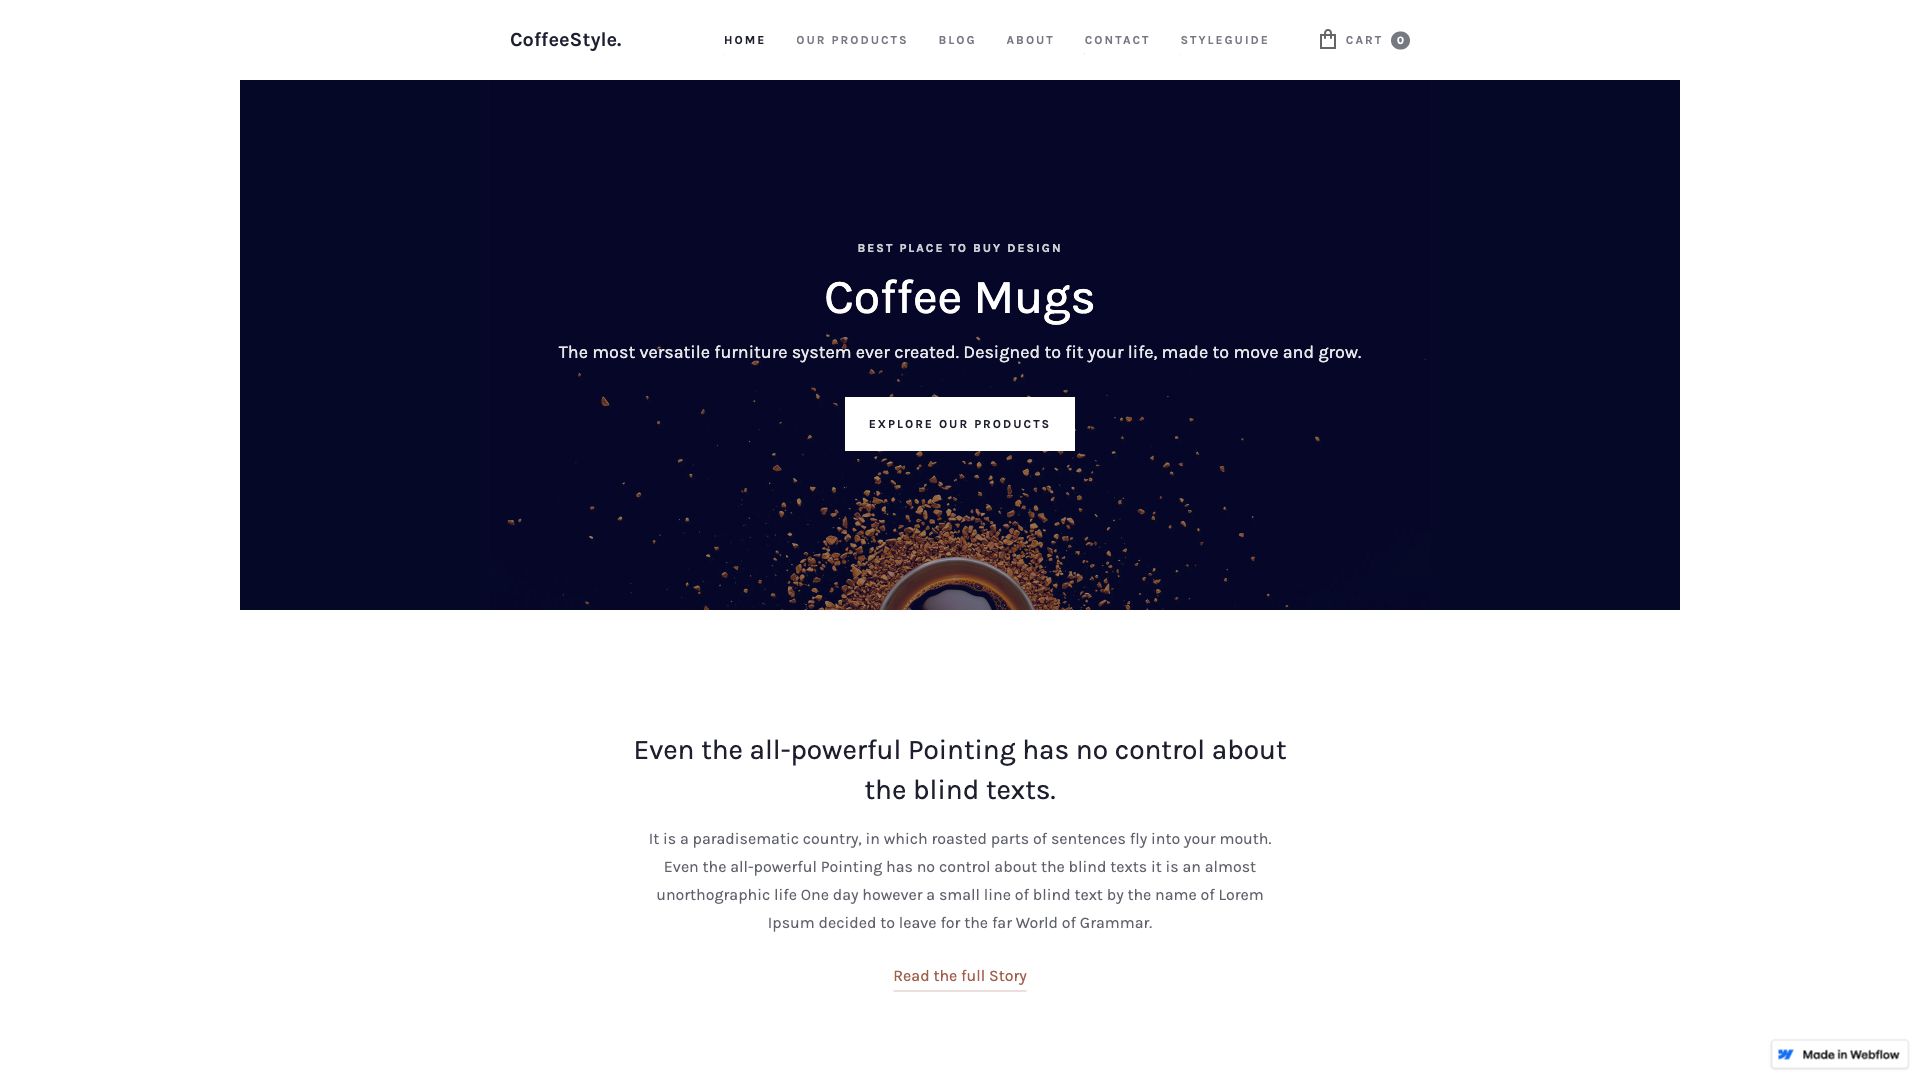 CoffeeStyle.
HOME
OUR PRODUCTS
BLOG
ABOUT
CONTACT
STYLEGUIDE
CART 0
BEST PLACE TO BUY DESIGN
Coffee Mugs
The most versatile furniture system ever created. Designed to fit your life, made to move and grow.
EXPLORE OUR PRODUCTS
Even the all-powerful Pointing has no control about
the blind texts.
It is a paradisematic country, in which roasted parts of sentences fly into your mouth.
Even the all-powerful Pointing has no control about the blind texts it is an almost
unorthographic life One day however a small line of blind text by the name of Lorem
Ipsum decided to leave for the far World of Grammar.
Read the full Story
Made in Webflow